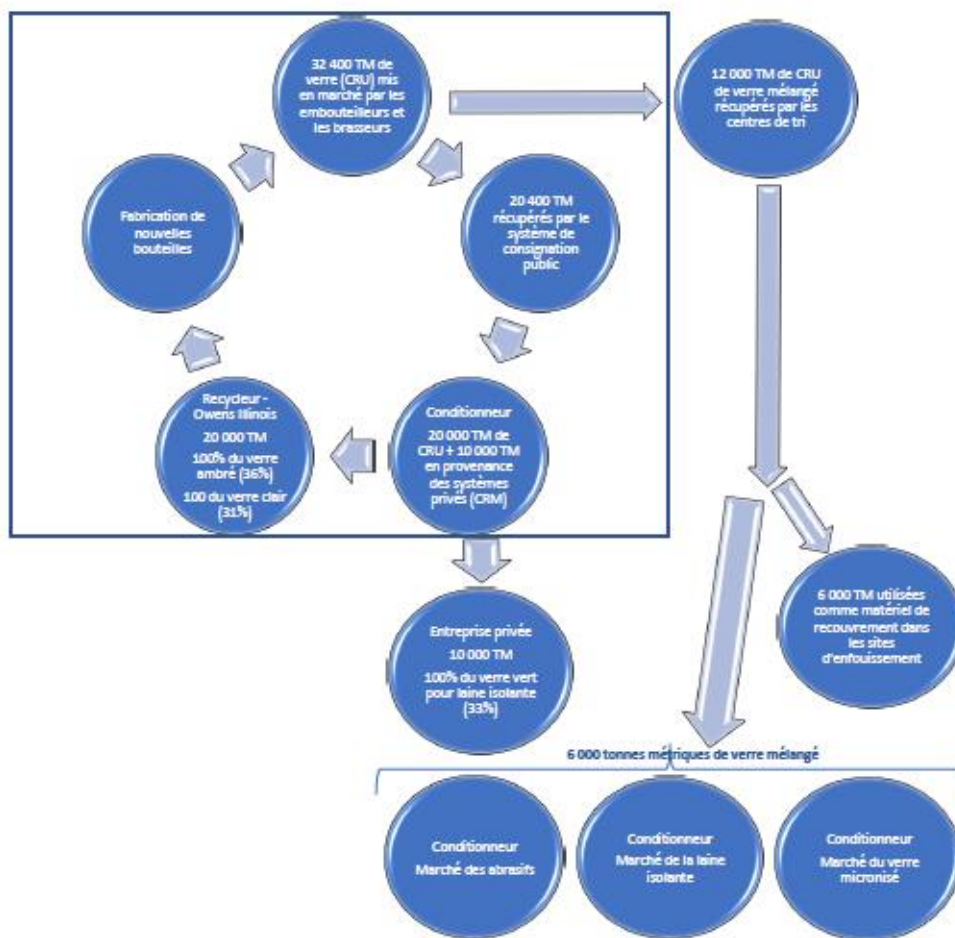 32 400 TM de
verre (CRU) mis
en marché par les
embouteilleurs et
les brasseurs
12 000 TM de CRU
de verre mélangé
récupérés par les
centres de tri
Fabrication de
nouvelles
bouteilles
20 400 TM
récupérés par le
système de
consignation
public
Recycleur -
Owens Illinois
20 000 TM
100% du verre
ambré (36%)
100 du verre clair
(31%)
Conditionneur
20 000 TM de
CRU + 10 000 TM
en provenance
des systèmes
privés (CRM)
Entreprise privée
10 000 TM
100% du verre vert
pour laine isolante
(33%)
6 000 TM utilisées
comme matériel de
recouvrement dans
les sites
d'enfouissement
6 000 tonnes métriques de verre mélangé
Conditionneur
Marché des abrasifs
Conditionneur
Marché de la laine
isolante
Conditionneur
Marché du verre
micronisé